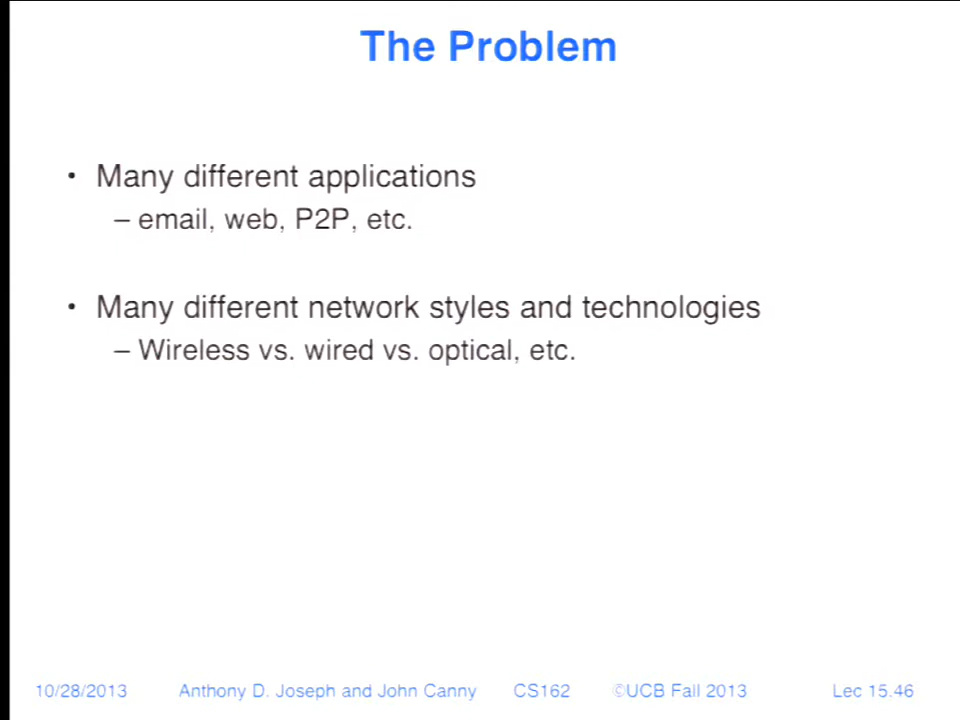 The Problem
• Many different applications
– email, web, P2P, etc.
• Many different network styles and technologies
– Wireless vs. wired vs. optical, etc.
10/28/2013 Anthony D. Joseph and John Canny CS162 ©UCB Fall 2013 Lec 15.46